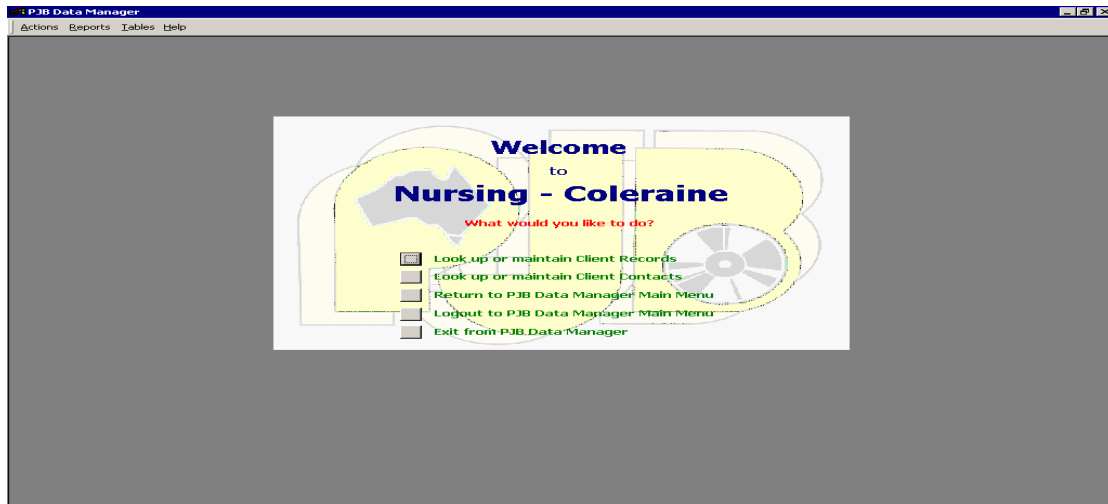 PJB Data Manager
Actions Reports Tables Help
Welcome
to
Nursing - Coleraine
What would you like to do?
Look up or maintain Client Records
Look up or maintain Client Contacts
Return to PJB Data Manager Main Menu
Logout to PJB Data Manager Main Menu
Exit from PJB Data Manager